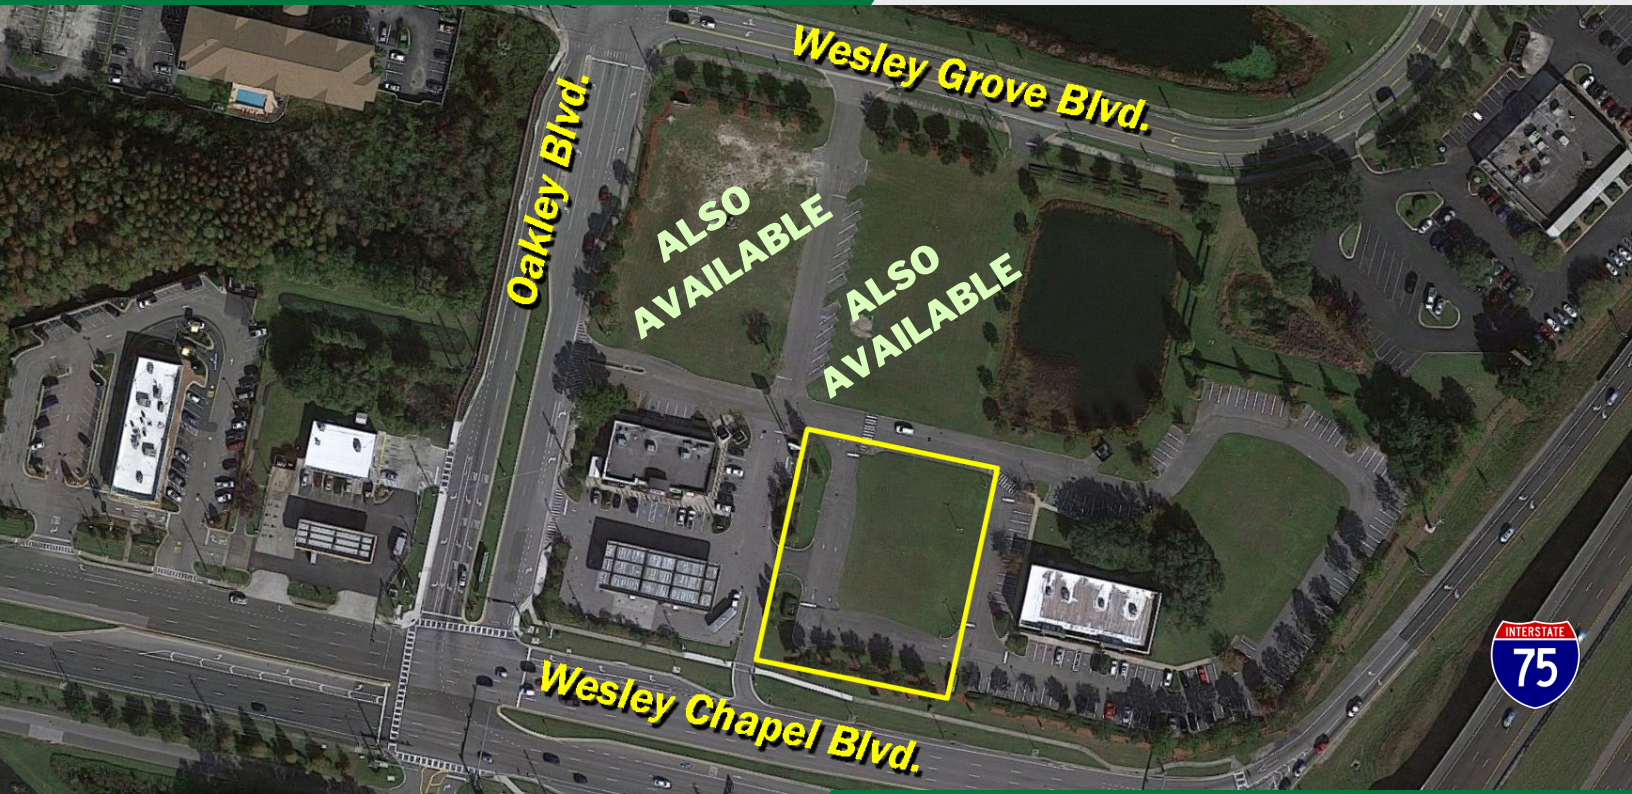 Wesley Grove Blvd.
Oakley Blvd.
ALSO
AVAILABLE
ALSO
AVAILABLE
Wesley Chapel Blvd.
INTERSTATE
75